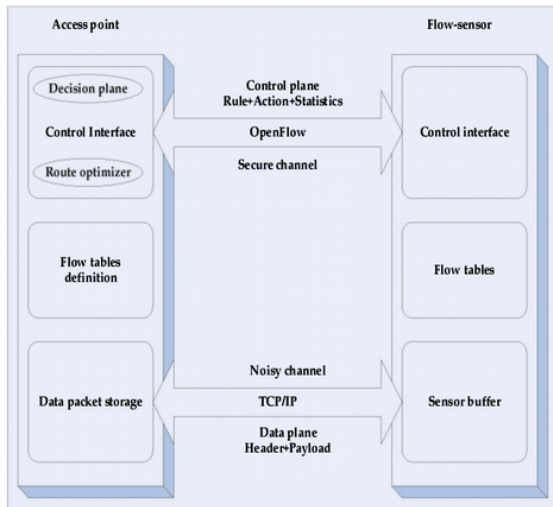 Access point
Flow-sensor
Decision plane
Control Interface
Route optimizer
Control plane
Rule+Action+Statistics
OpenFlow
Secure channel
Control interface
Flow tables
definition
Flow tables
Data packet storage
Noisy channel
TCP/IP
Data plane
Header+Payload
Sensor buffer